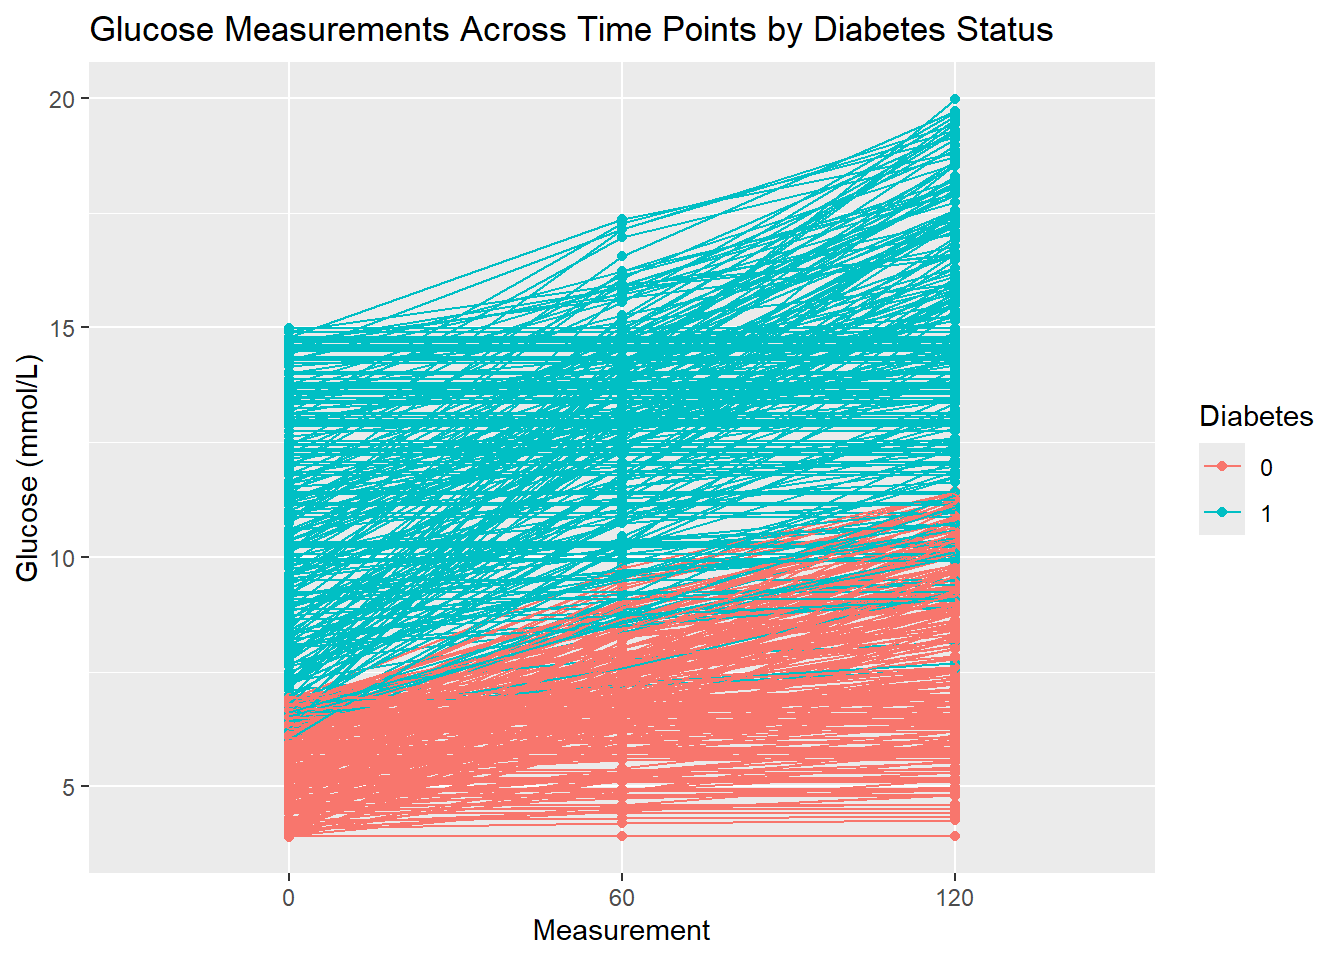 Glucose Measurements Across Time Points by Diabetes Status
20
15
10
5
Glucose (mmol/L)
0
60
120
Measurement
Diabetes
0
1